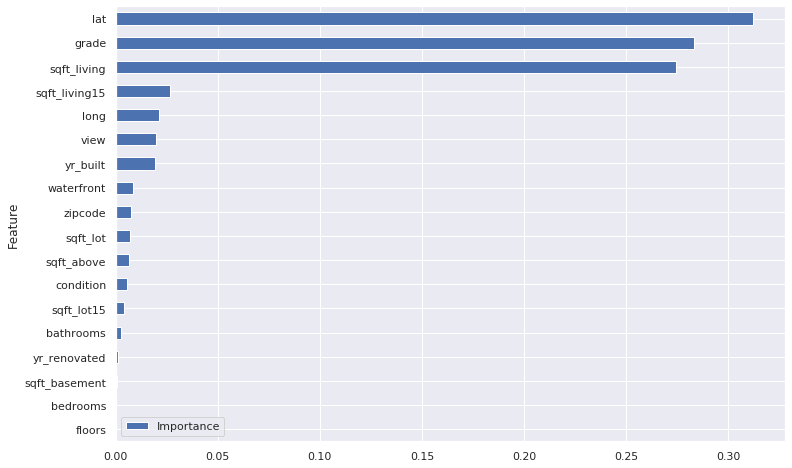 lat
grade
sqft_living
sqft_living15
long
view
yr_built
waterfront
zipcode
sqft_lot
sqft_above
condition
sqft_lot15
bathrooms
yr_renovated
sqft_basement
bedrooms
floors
Feature
Importance
0.00 0.05 0.10 0.15 0.20 0.25 0.30